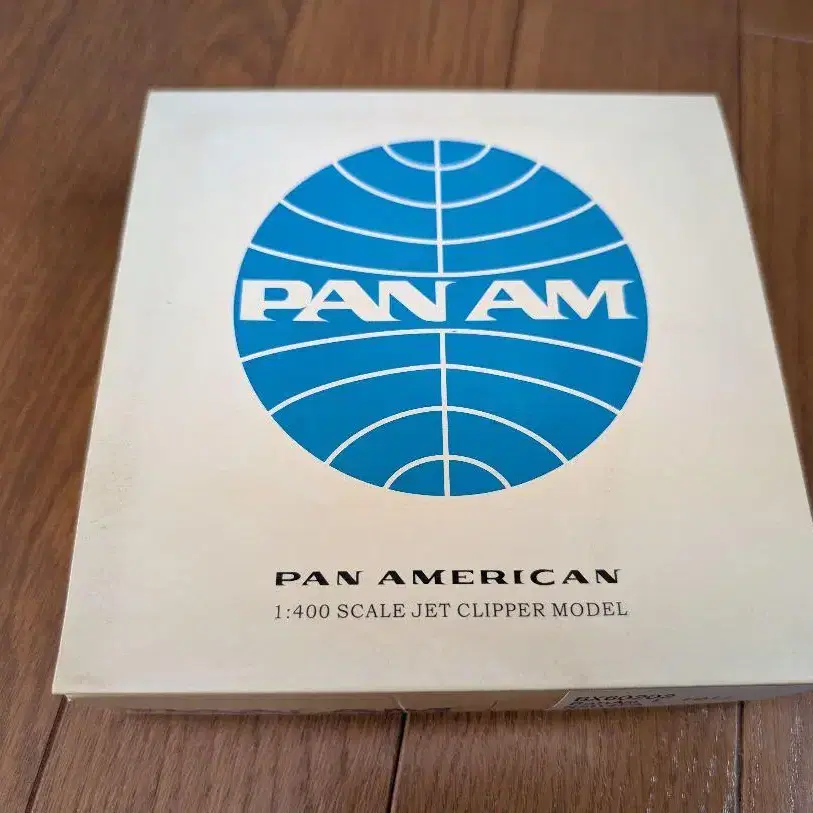 PAN AM
PAN AMERICAN
1:400 SCALE JET CLIPPER MODEL